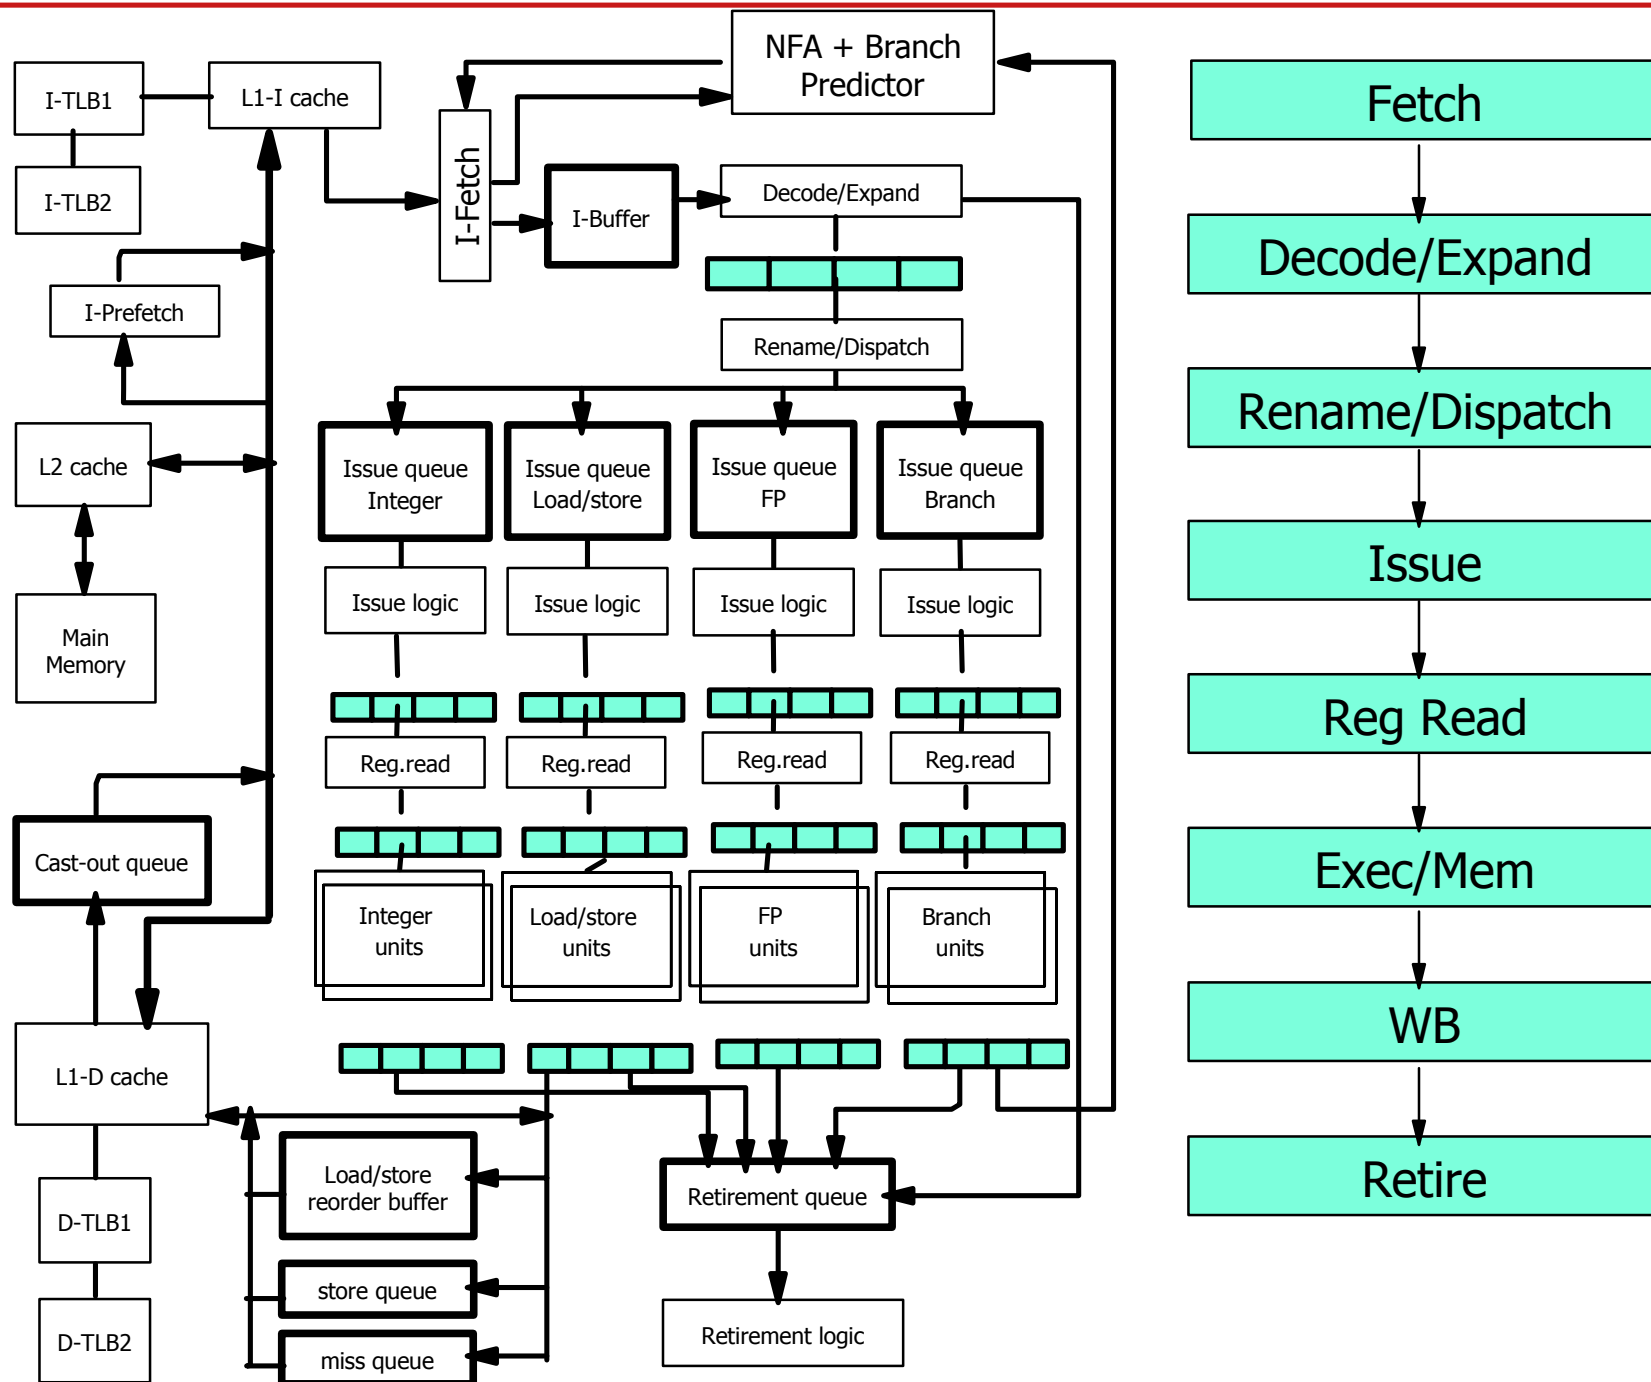 NFA + Branch
Predictor
I-TLB1
L1-I cache
I-TLB2
I-Fetch
I-Buffer
Decode/Expand
I-Prefetch
Rename/Dispatch
L2 cache
Main
Memory
Issue queue
Integer
Issue queue
Load/store
Issue queue
FP
Issue queue
Branch
Issue logic
Issue logic
Issue logic
Issue logic
Reg.read
Reg.read
Reg.read
Reg.read
Cast-out queue
Integer
units
Load/store
units
FP
units
Branch
units
L1-D cache
D-TLB1
D-TLB2
Load/store
reorder buffer
store queue
miss queue
Retirement queue
Retirement logic
Fetch
Decode/Expand
Rename/Dispatch
Issue
Reg Read
Exec/Mem
WB
Retire